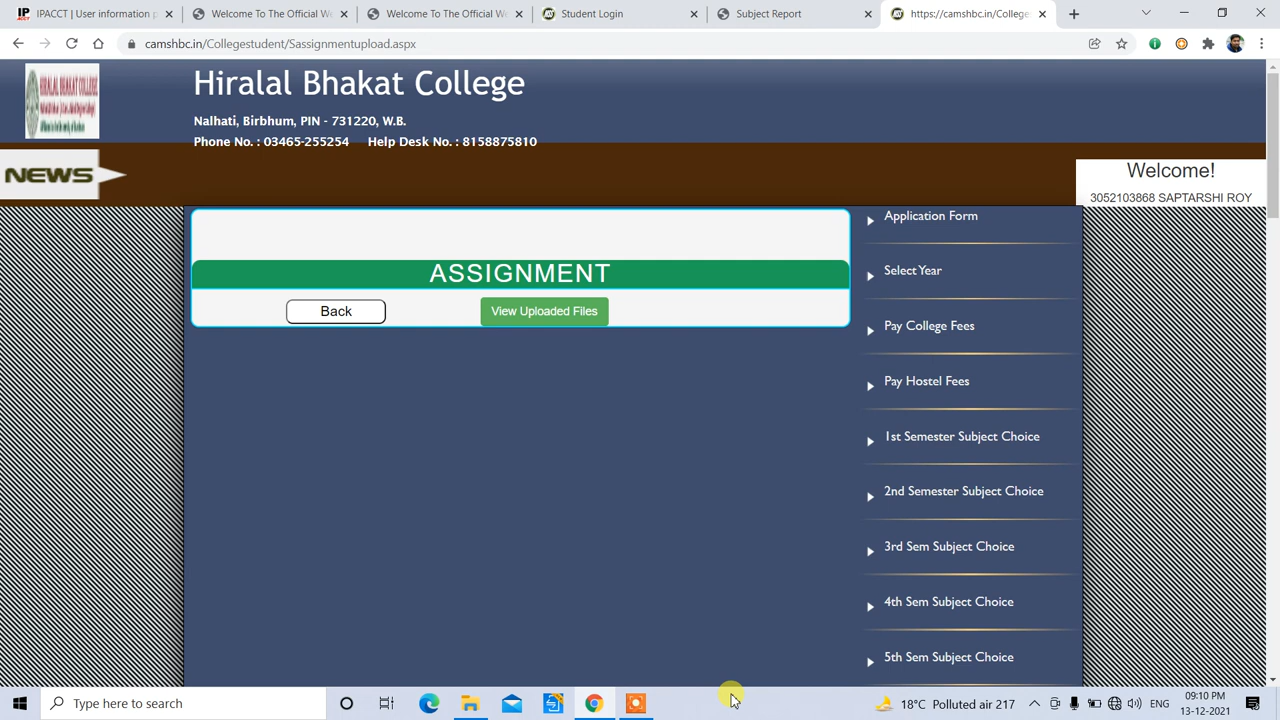 IPACCT | User information p
Welcome To The Official We
Welcome To The Official W
Student Login
Subject Report
https://camshbc.in/College
camshbc.in/Collegestudent/Sassignmentupload.aspx
HIRALAL BHAKAT COLLEGE
Hiralal Bhakat College
Nalhati, Birbhum, PIN - 731220, W.B.
Phone No. : 03465-255254 Help Desk No. : 8158875810
NEWS
Welcome!
3052103868 SAPTARSHI ROY
ASSIGNMENT
Back
View Uploaded Files
Application Form
Select Year
Pay College Fees
Pay Hostel Fees
1st Semester Subject Choice
2nd Semester Subject Choice
3rd Sem Subject Choice
4th Sem Subject Choice
5th Sem Subject Choice
Type here to search
18°C Polluted air 217
ENG
09:10 PM
13-12-2021